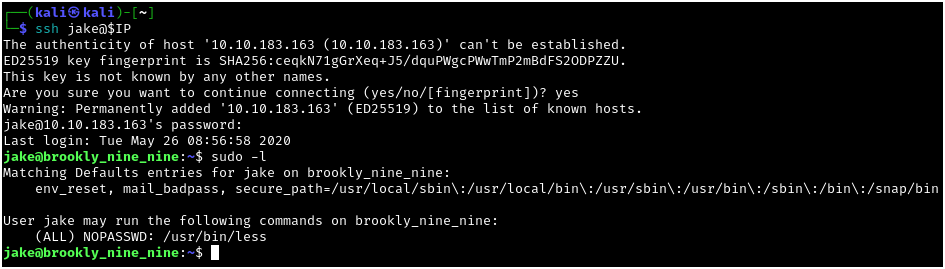 ┌──(kali㉿kali)-[~]
└─$ ssh jake@$IP
The authenticity of host '10.10.183.163 (10.10.183.163)' can't be established.
ED25519 key fingerprint is SHA256:ceqkN71gGrXeq+J5/dquPWgcPWwTmP2mBdFS2ODPZZU.
This key is not known by any other names.
Are you sure you want to continue connecting (yes/no/[fingerprint])? yes
Warning: Permanently added '10.10.183.163' (ED25519) to the list of known hosts.
jake@10.10.183.163's password:
Last login: Tue May 26 08:56:58 2020
jake@brookly_nine_nine:~$ sudo -l
Matching Defaults entries for jake on brookly_nine_nine:
    env_reset, mail_badpass, secure_path=/usr/local/sbin\:/usr/local/bin\:/usr/sbin\:/usr/bin\:/sbin\:/bin\:/snap/bin

User jake may run the following commands on brookly_nine_nine:
    (ALL) NOPASSWD: /usr/bin/less
jake@brookly_nine_nine:~$